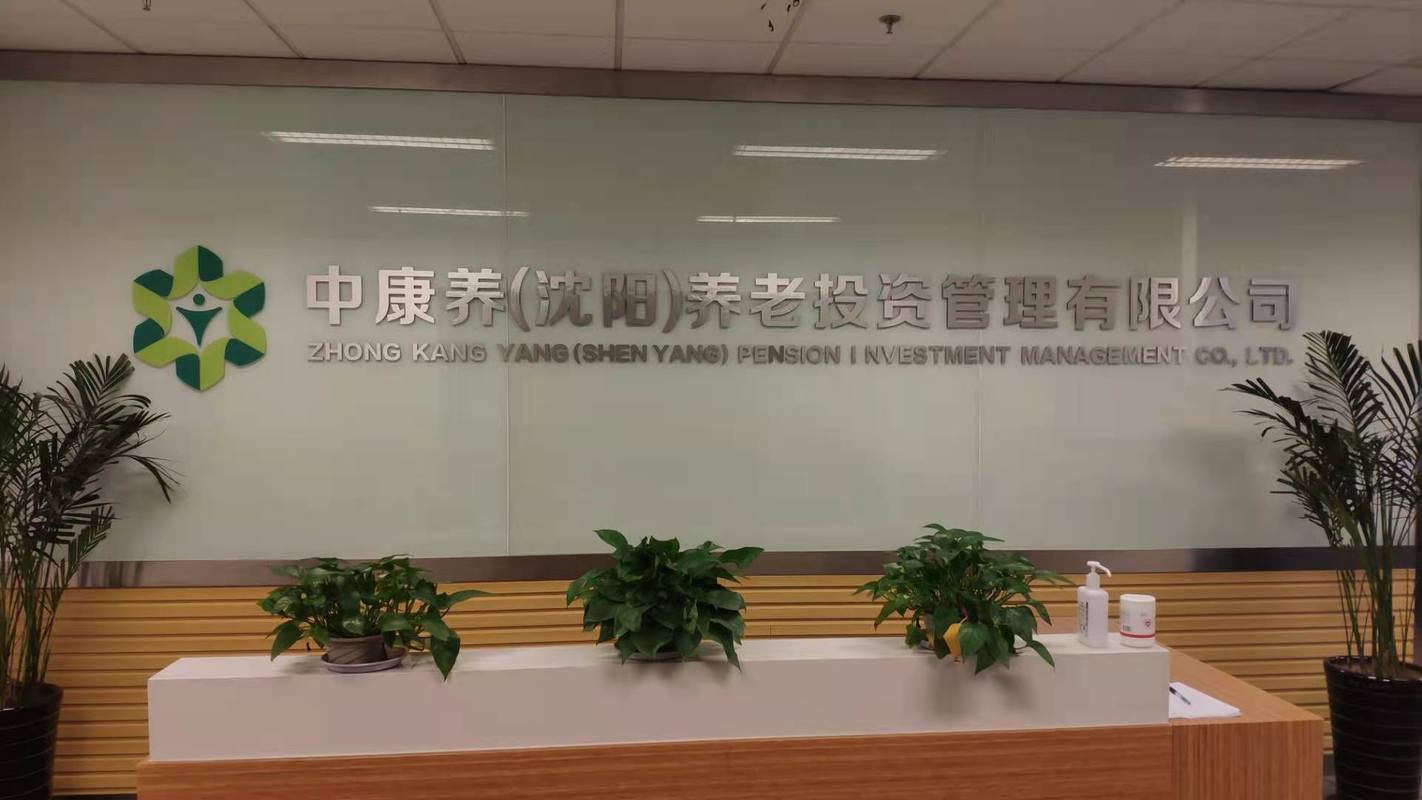 中康养(沈阳)养老投资管理有限公司
ZHONG KANG YANG(SHEN YANG) PENSION I NVESTMENT MANAGEMENT CO., LTD.